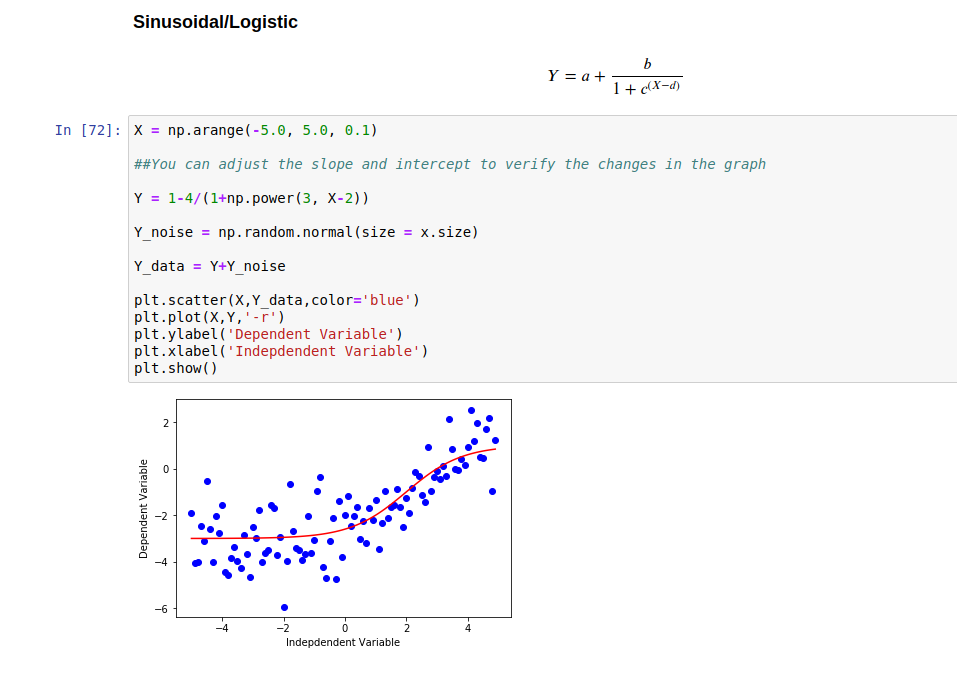 Sinusoidal/Logistic
Y = a + b / 1 + c^(X−d)
In [72]:
X = np.arange(-5.0, 5.0, 0.1)
##You can adjust the slope and intercept to verify the changes in the graph
Y = 1-4/(1+np.power(3, X-2))
Y_noise = np.random.normal(size = x.size)
Y_data = Y+Y_noise
plt.scatter(X,Y_data,color='blue')
plt.plot(X,Y,'-r')
plt.ylabel('Dependent Variable')
plt.xlabel('Indepdendent Variable')
plt.show()
Dependent Variable
2
0
−2
−4
−6
−4 −2 0 2 4
Indepdendent Variable